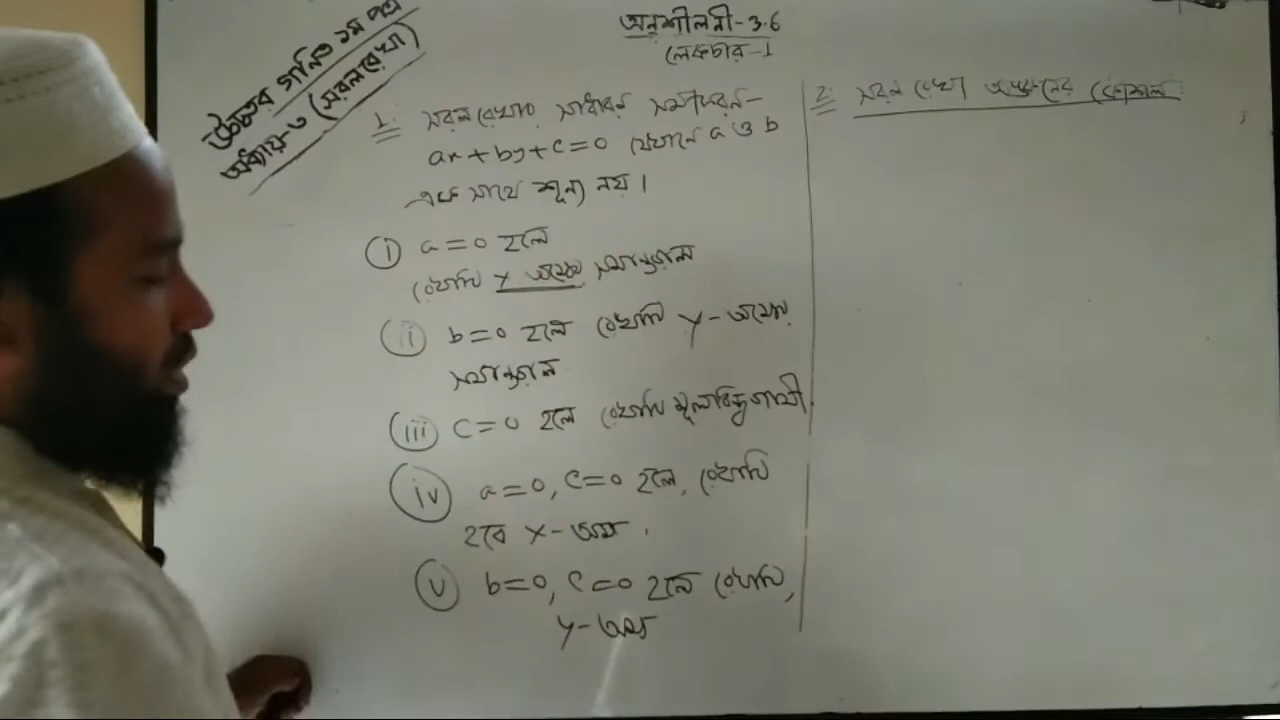 উচ্চতর গণিত ১ম পত্র
অধ্যায়-৩ (সরলরেখা)
অনুশীলনী-3.6
লেকচার-1
1. সরলরেখার সাধারণ সমীকরণ-
ax+by+c=0 যেখানে a ও b
এক সাথে শূন্য নয়।
(i) a=0 হলে
রেখাটি y অক্ষের সমান্তরাল
(ii) b=0 হলে রেখাটি y-অক্ষের
সমান্তরাল
(iii) c=0 হলে রেখাটি মূলবিন্দুগামী.
(iv) a=0, c=0 হলে, রেখাটি
হবে x-অক্ষ.
(v) b=0, c=0 হলে রেখাটি,
y-অক্ষ
2. সরল রেখা অঙ্কনের কৌশল: